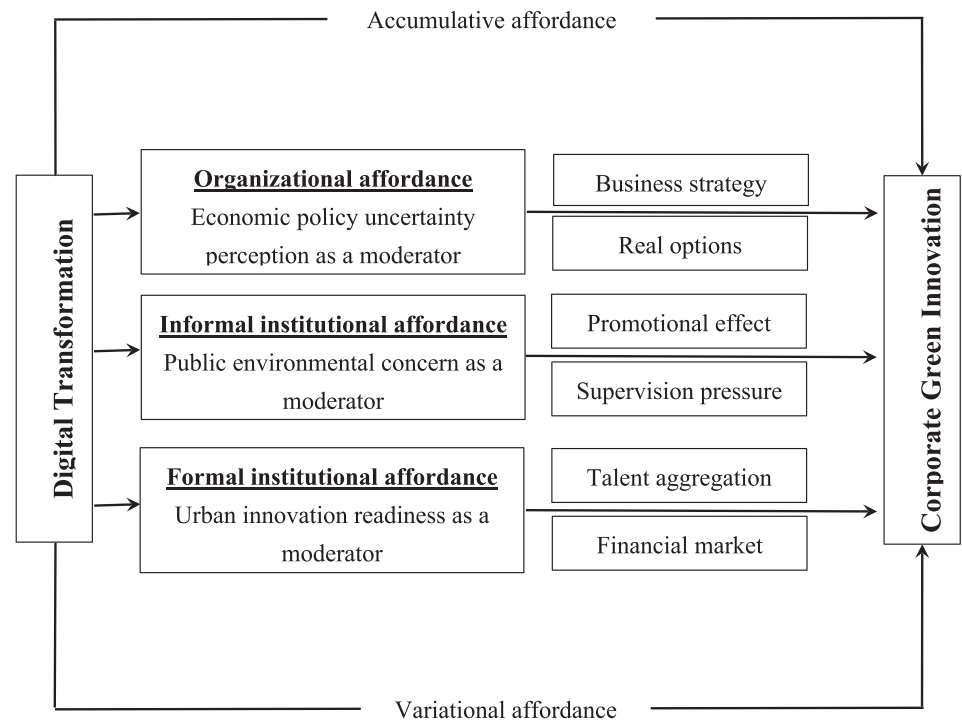 Accumulative affordance
Digital Transformation
Organizational affordance
Economic policy uncertainty
perception as a moderator
Business strategy
Real options
Informal institutional affordance
Public environmental concern as a
moderator
Promotional effect
Supervision pressure
Formal institutional affordance
Urban innovation readiness as a
moderator
Talent aggregation
Financial market
Corporate Green Innovation
Variational affordance